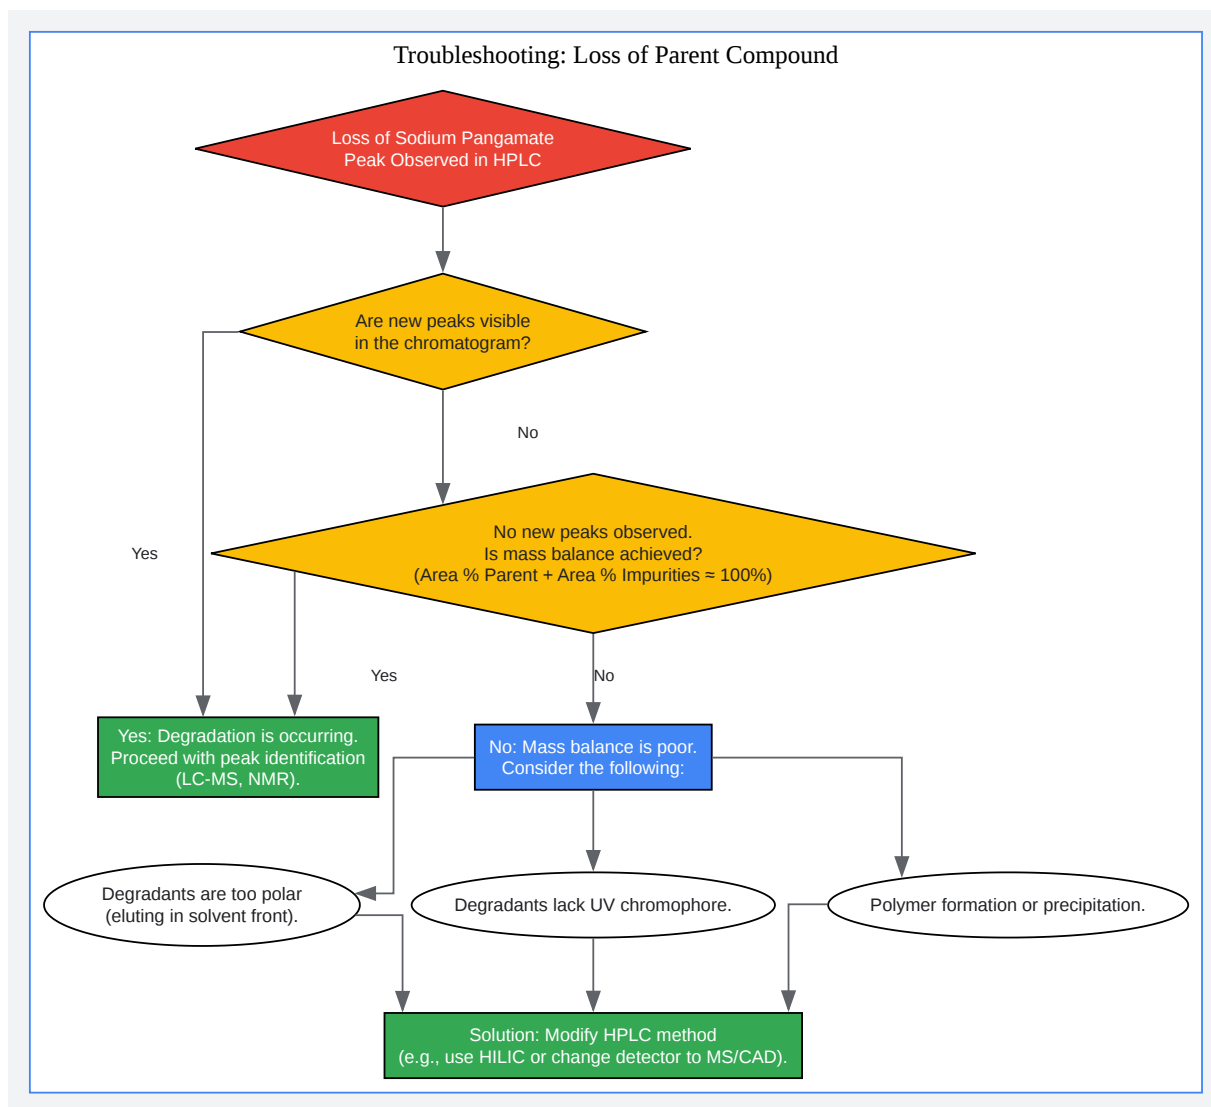 Troubleshooting: Loss of Parent Compound
Loss of Sodium Pangamate
Peak Observed in HPLC
Are new peaks visible
in the chromatogram?
No
No new peaks observed.
Is mass balance achieved?
(Area % Parent + Area % Impurities ≈ 100%)
Yes
Yes
No
Yes: Degradation is occurring.
Proceed with peak identification
(LC-MS, NMR).
No: Mass balance is poor.
Consider the following:
Degradants are too polar
(eluting in solvent front).
Degradants lack UV chromophore.
Polymer formation or precipitation.
Solution: Modify HPLC method
(e.g., use HILIC or change detector to MS/CAD).